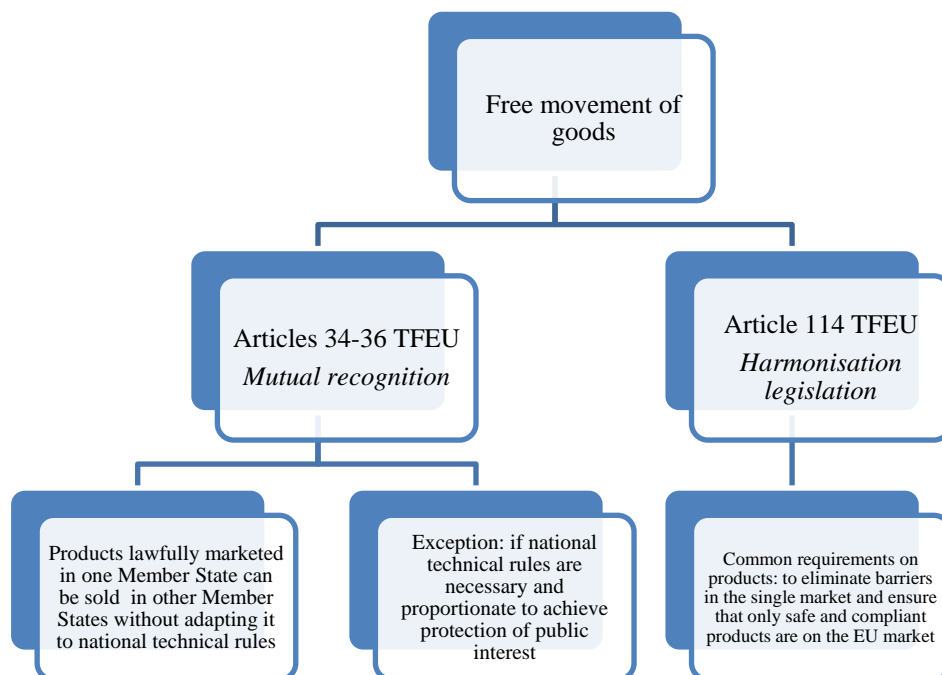 Free movement of
goods
Articles 34-36 TFEU
Mutual recognition
Article 114 TFEU
Harmonisation
legislation
Products lawfully marketed
in one Member State can
be sold in other Member
States without adapting it
to national technical rules
Exception: if national
technical rules are
necessary and
proportionate to achieve
protection of public
interest
Common requirements on
products: to eliminate barriers
in the single market and ensure
that only safe and compliant
products are on the EU market